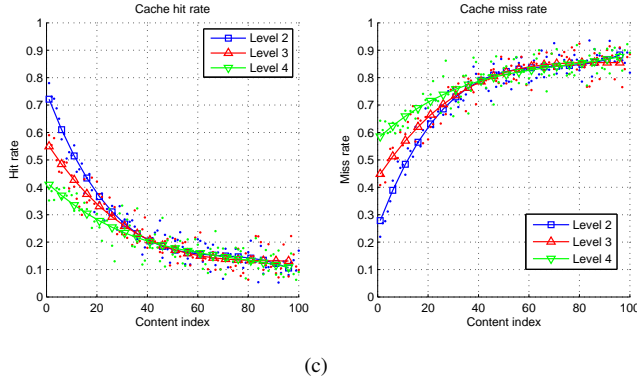 Cache hit rate
1
0.9
0.8
0.7
0.6
0.5
0.4
0.3
0.2
0.1
0
Hit rate
Level 2
Level 3
Level 4
0 20 40 60 80 100
Content index
Cache miss rate
1
0.9
0.8
0.7
0.6
0.5
0.4
0.3
0.2
0.1
0
Miss rate
Level 2
Level 3
Level 4
0 20 40 60 80 100
Content index
(c)